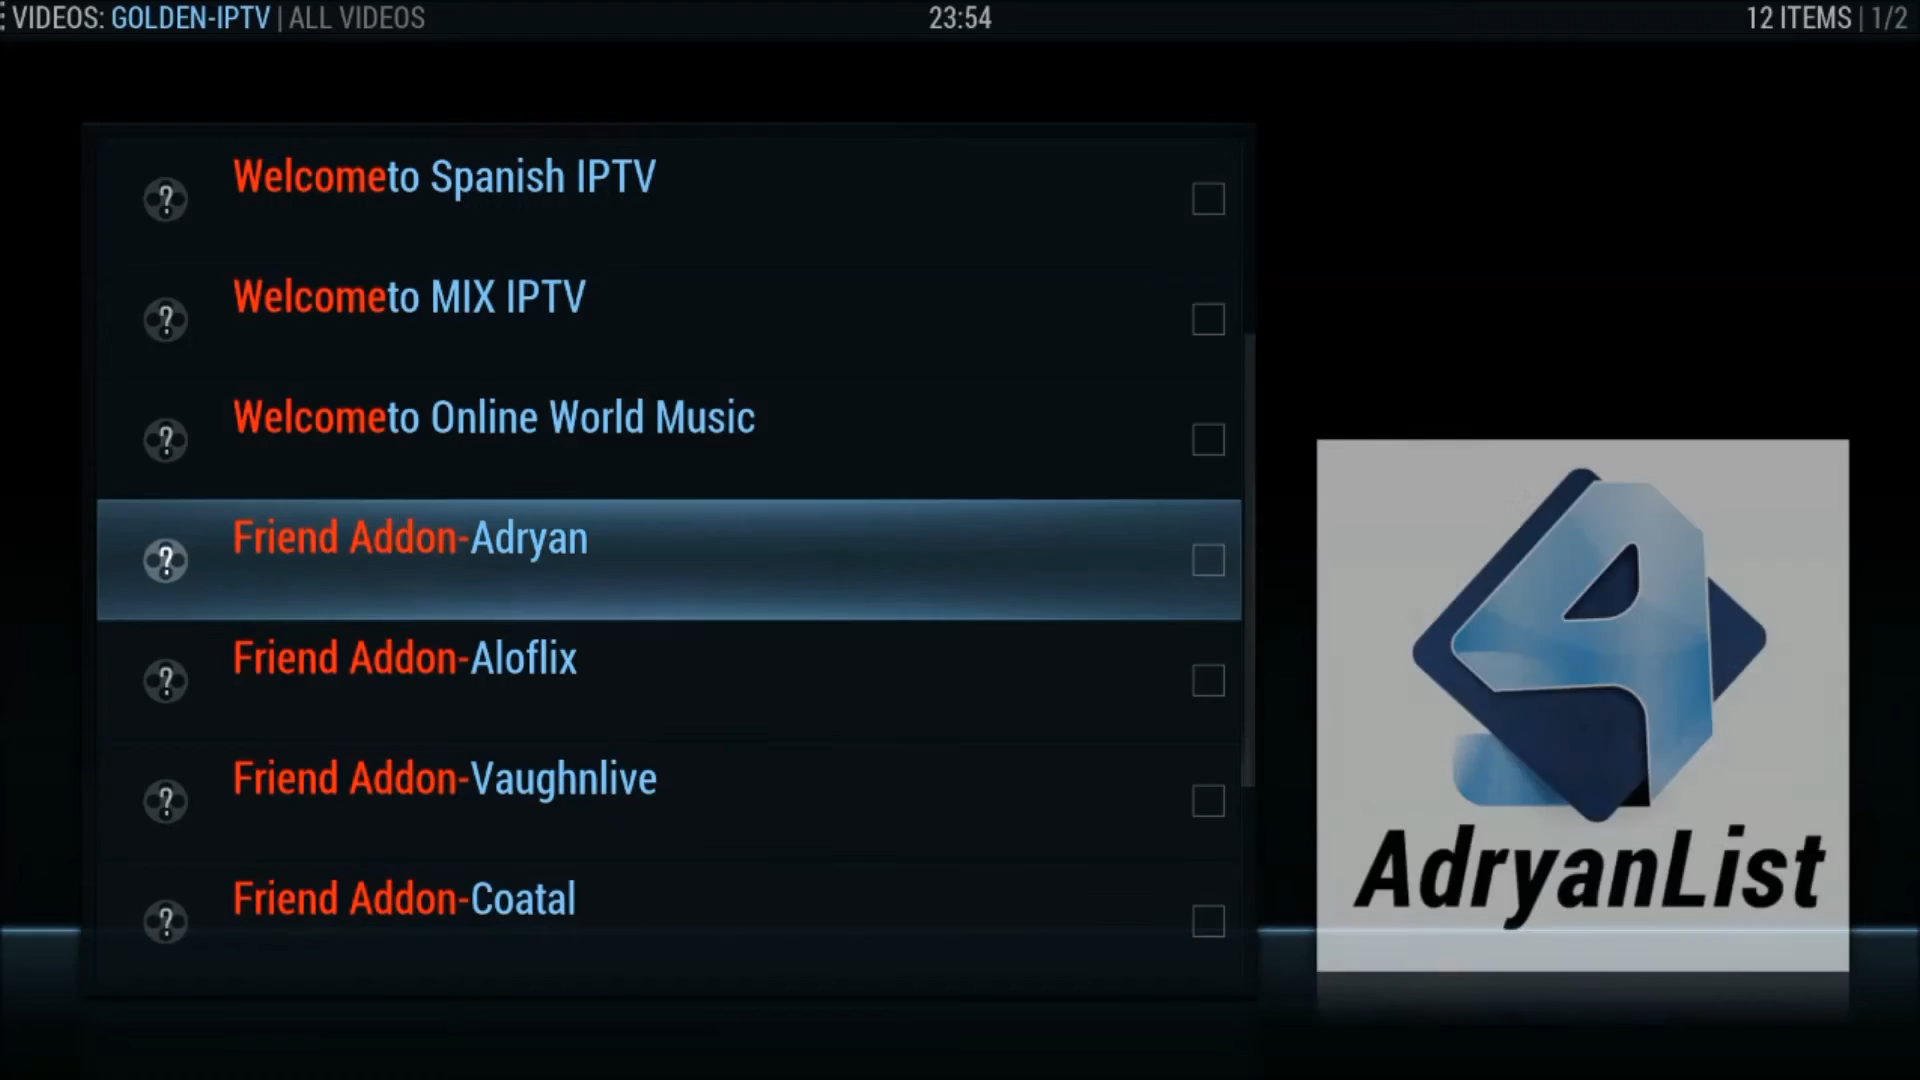 VIDEOS: GOLDEN-IPTV | ALL VIDEOS
23:54
12 ITEMS | 1/2
Welcometo Spanish IPTV
Welcometo MIX IPTV
Welcometo Online World Music
Friend Addon-Adryan
Friend Addon-Aloflix
Friend Addon-Vaughnlive
Friend Addon-Coatal
AdryanList